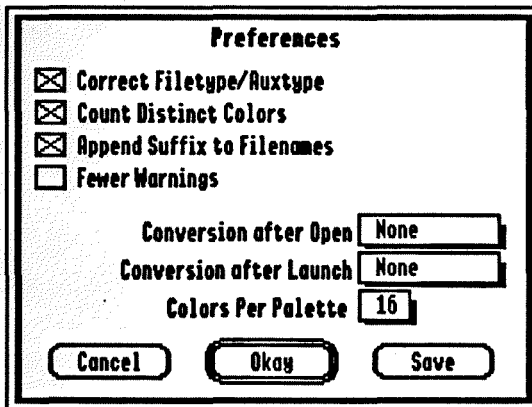 Preferences
Correct Filetype/Auxtype
Count Distinct Colors
Append Suffix to Filenames
Fewer Warnings
Conversion after Open None
Conversion after Launch None
Colors Per Palette 16
Cancel Okay Save